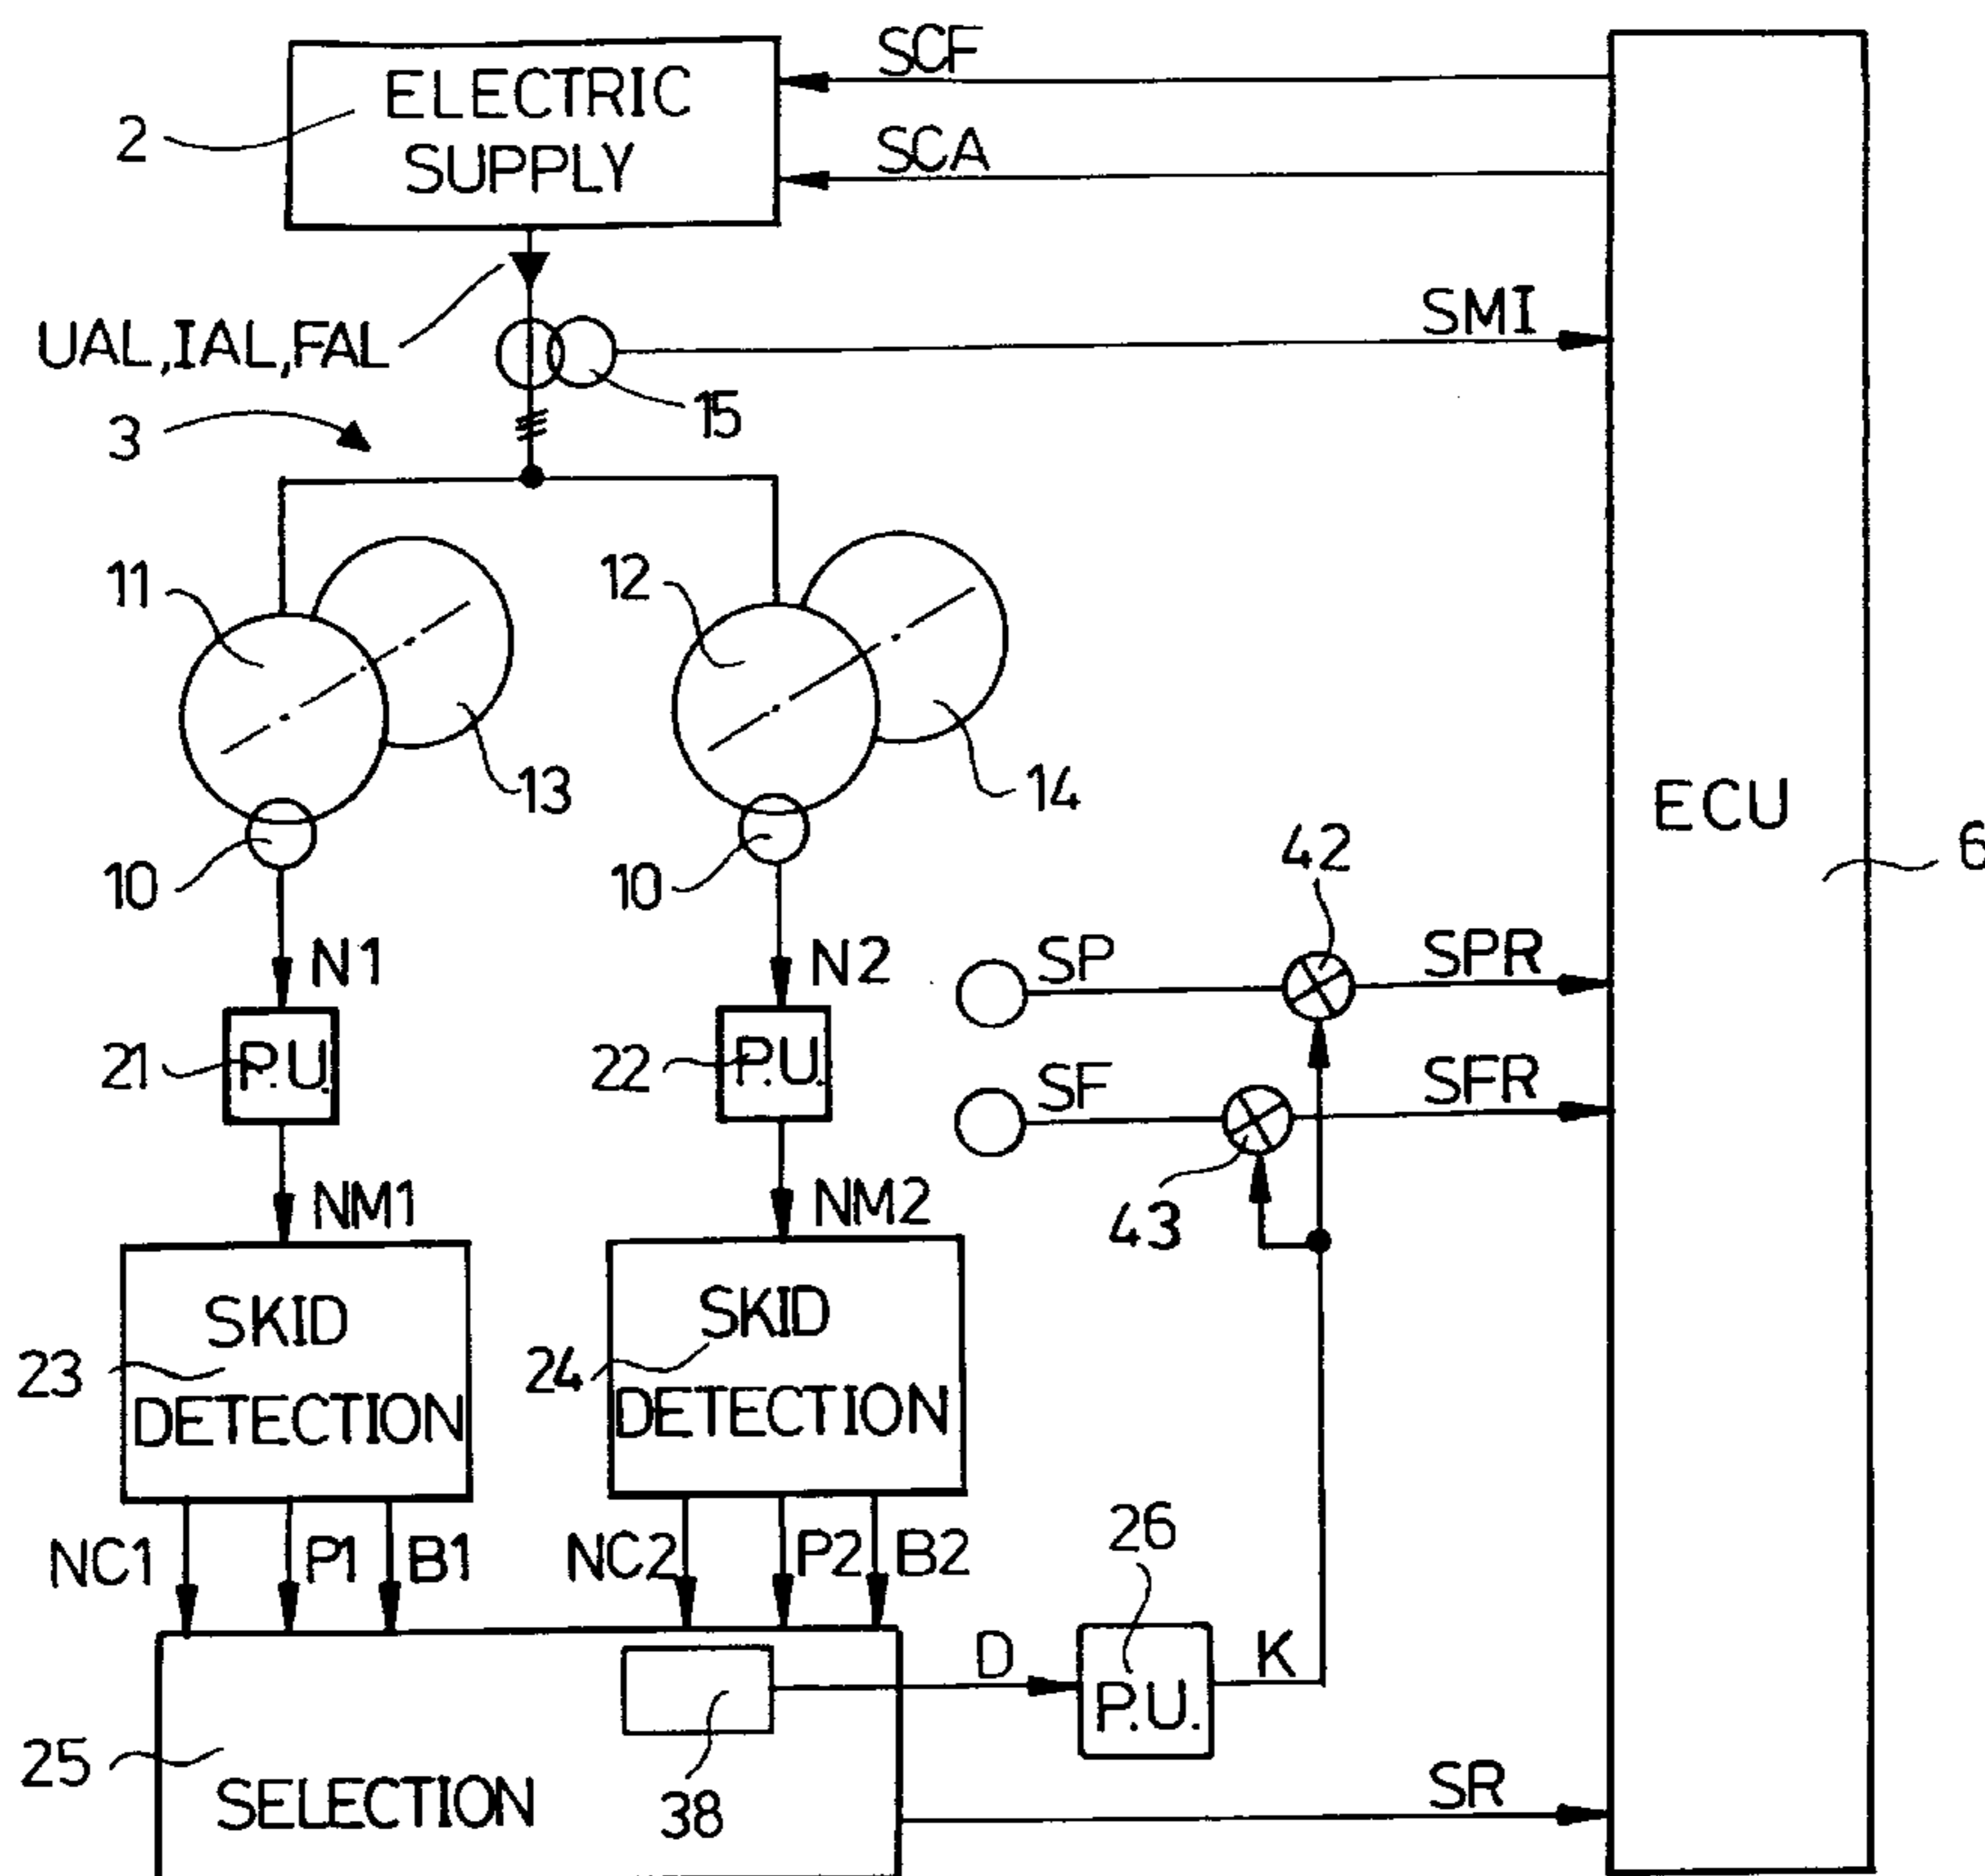 SCF
ELECTRIC
SUPPLY
2
SCA
SMI
UAL,IAL,FAL
15
3
11
12
13
14
ECU
6
42
10
10
N1
N2
SP
SPR
21
P.U.
22
P.U.
SF
SFR
NM1
NM2
43
SKID
DETECTION
23
SKID
DETECTION
24
NC1
P1
B1
NC2
P2
B2
26
D
P.U.
K
25
SELECTION
38
SR